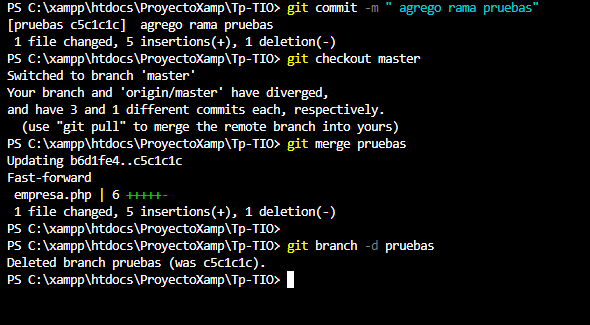 PS C:\xampp\htdocs\ProyectoXamp\Tp-TIO> git commit -m " agrego rama pruebas"
[pruebas c5c1c1c]  agrego rama pruebas
 1 file changed, 5 insertions(+), 1 deletion(-)
PS C:\xampp\htdocs\ProyectoXamp\Tp-TIO> git checkout master
Switched to branch 'master'
Your branch and 'origin/master' have diverged,
and have 3 and 1 different commits each, respectively.
  (use "git pull" to merge the remote branch into yours)
PS C:\xampp\htdocs\ProyectoXamp\Tp-TIO> git merge pruebas
Updating b6d1fe4..c5c1c1c
Fast-forward
 empresa.php | 6 +++++-
 1 file changed, 5 insertions(+), 1 deletion(-)
PS C:\xampp\htdocs\ProyectoXamp\Tp-TIO>
PS C:\xampp\htdocs\ProyectoXamp\Tp-TIO> git branch -d pruebas
Deleted branch pruebas (was c5c1c1c).
PS C:\xampp\htdocs\ProyectoXamp\Tp-TIO>